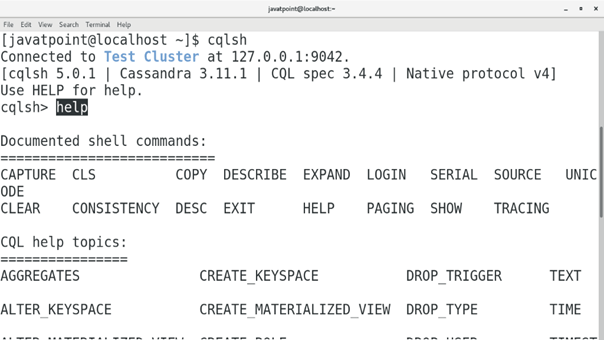 javatpoint@localhost:~
File Edit View Search Terminal Help
[javatpoint@localhost ~]$ cqlsh
Connected to Test Cluster at 127.0.0.1:9042.
[cqlsh 5.0.1 | Cassandra 3.11.1 | CQL spec 3.4.4 | Native protocol v4]
Use HELP for help.
cqlsh> help
Documented shell commands:
===========================
CAPTURE CLS COPY DESCRIBE EXPAND LOGIN SERIAL SOURCE UNIC
ODE
CLEAR CONSISTENCY DESC EXIT HELP PAGING SHOW TRACING
CQL help topics:
================
AGGREGATES CREATE_KEYSPACE DROP_TRIGGER TEXT
ALTER_KEYSPACE CREATE_MATERIALIZED_VIEW DROP_TYPE TIME